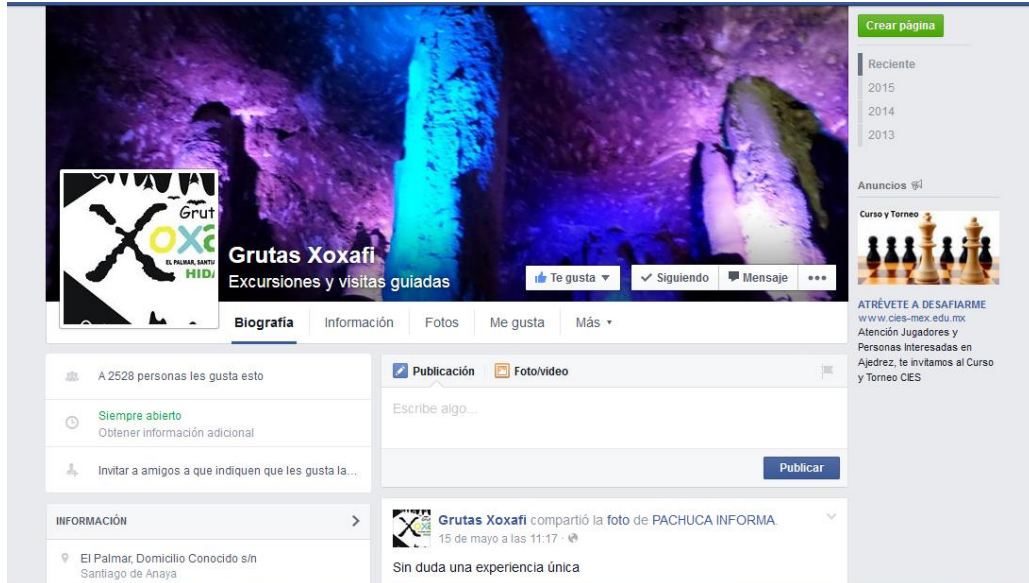 Crear página
Reciente
2015
2014
2013
Anuncios
Curso y Torneo
ATRÉVETE A DESAFIARME
www.cies-mex.edu.mx
Atención Jugadores y
Personas Interesadas en
Ajedrez, te invitamos al Curso
y Torneo CIES
Grut
Xoxa
EL PALMAR, SANTI
HID
Grutas Xoxafi
Excursiones y visitas guiadas
Te gusta
Siguiendo
Mensaje
Biografía Información Fotos Me gusta Más
A 2528 personas les gusta esto
Siempre abierto
Obtener información adicional
Invitar a amigos a que indiquen que les gusta la...
INFORMACIÓN
El Palmar, Domicilio Conocido s/n
Santiago de Anaya
Publicación Foto/video
Escribe algo...
Publicar
Grutas Xoxafi compartió la foto de PACHUCA INFORMA.
15 de mayo a las 11:17 ·
Sin duda una experiencia única